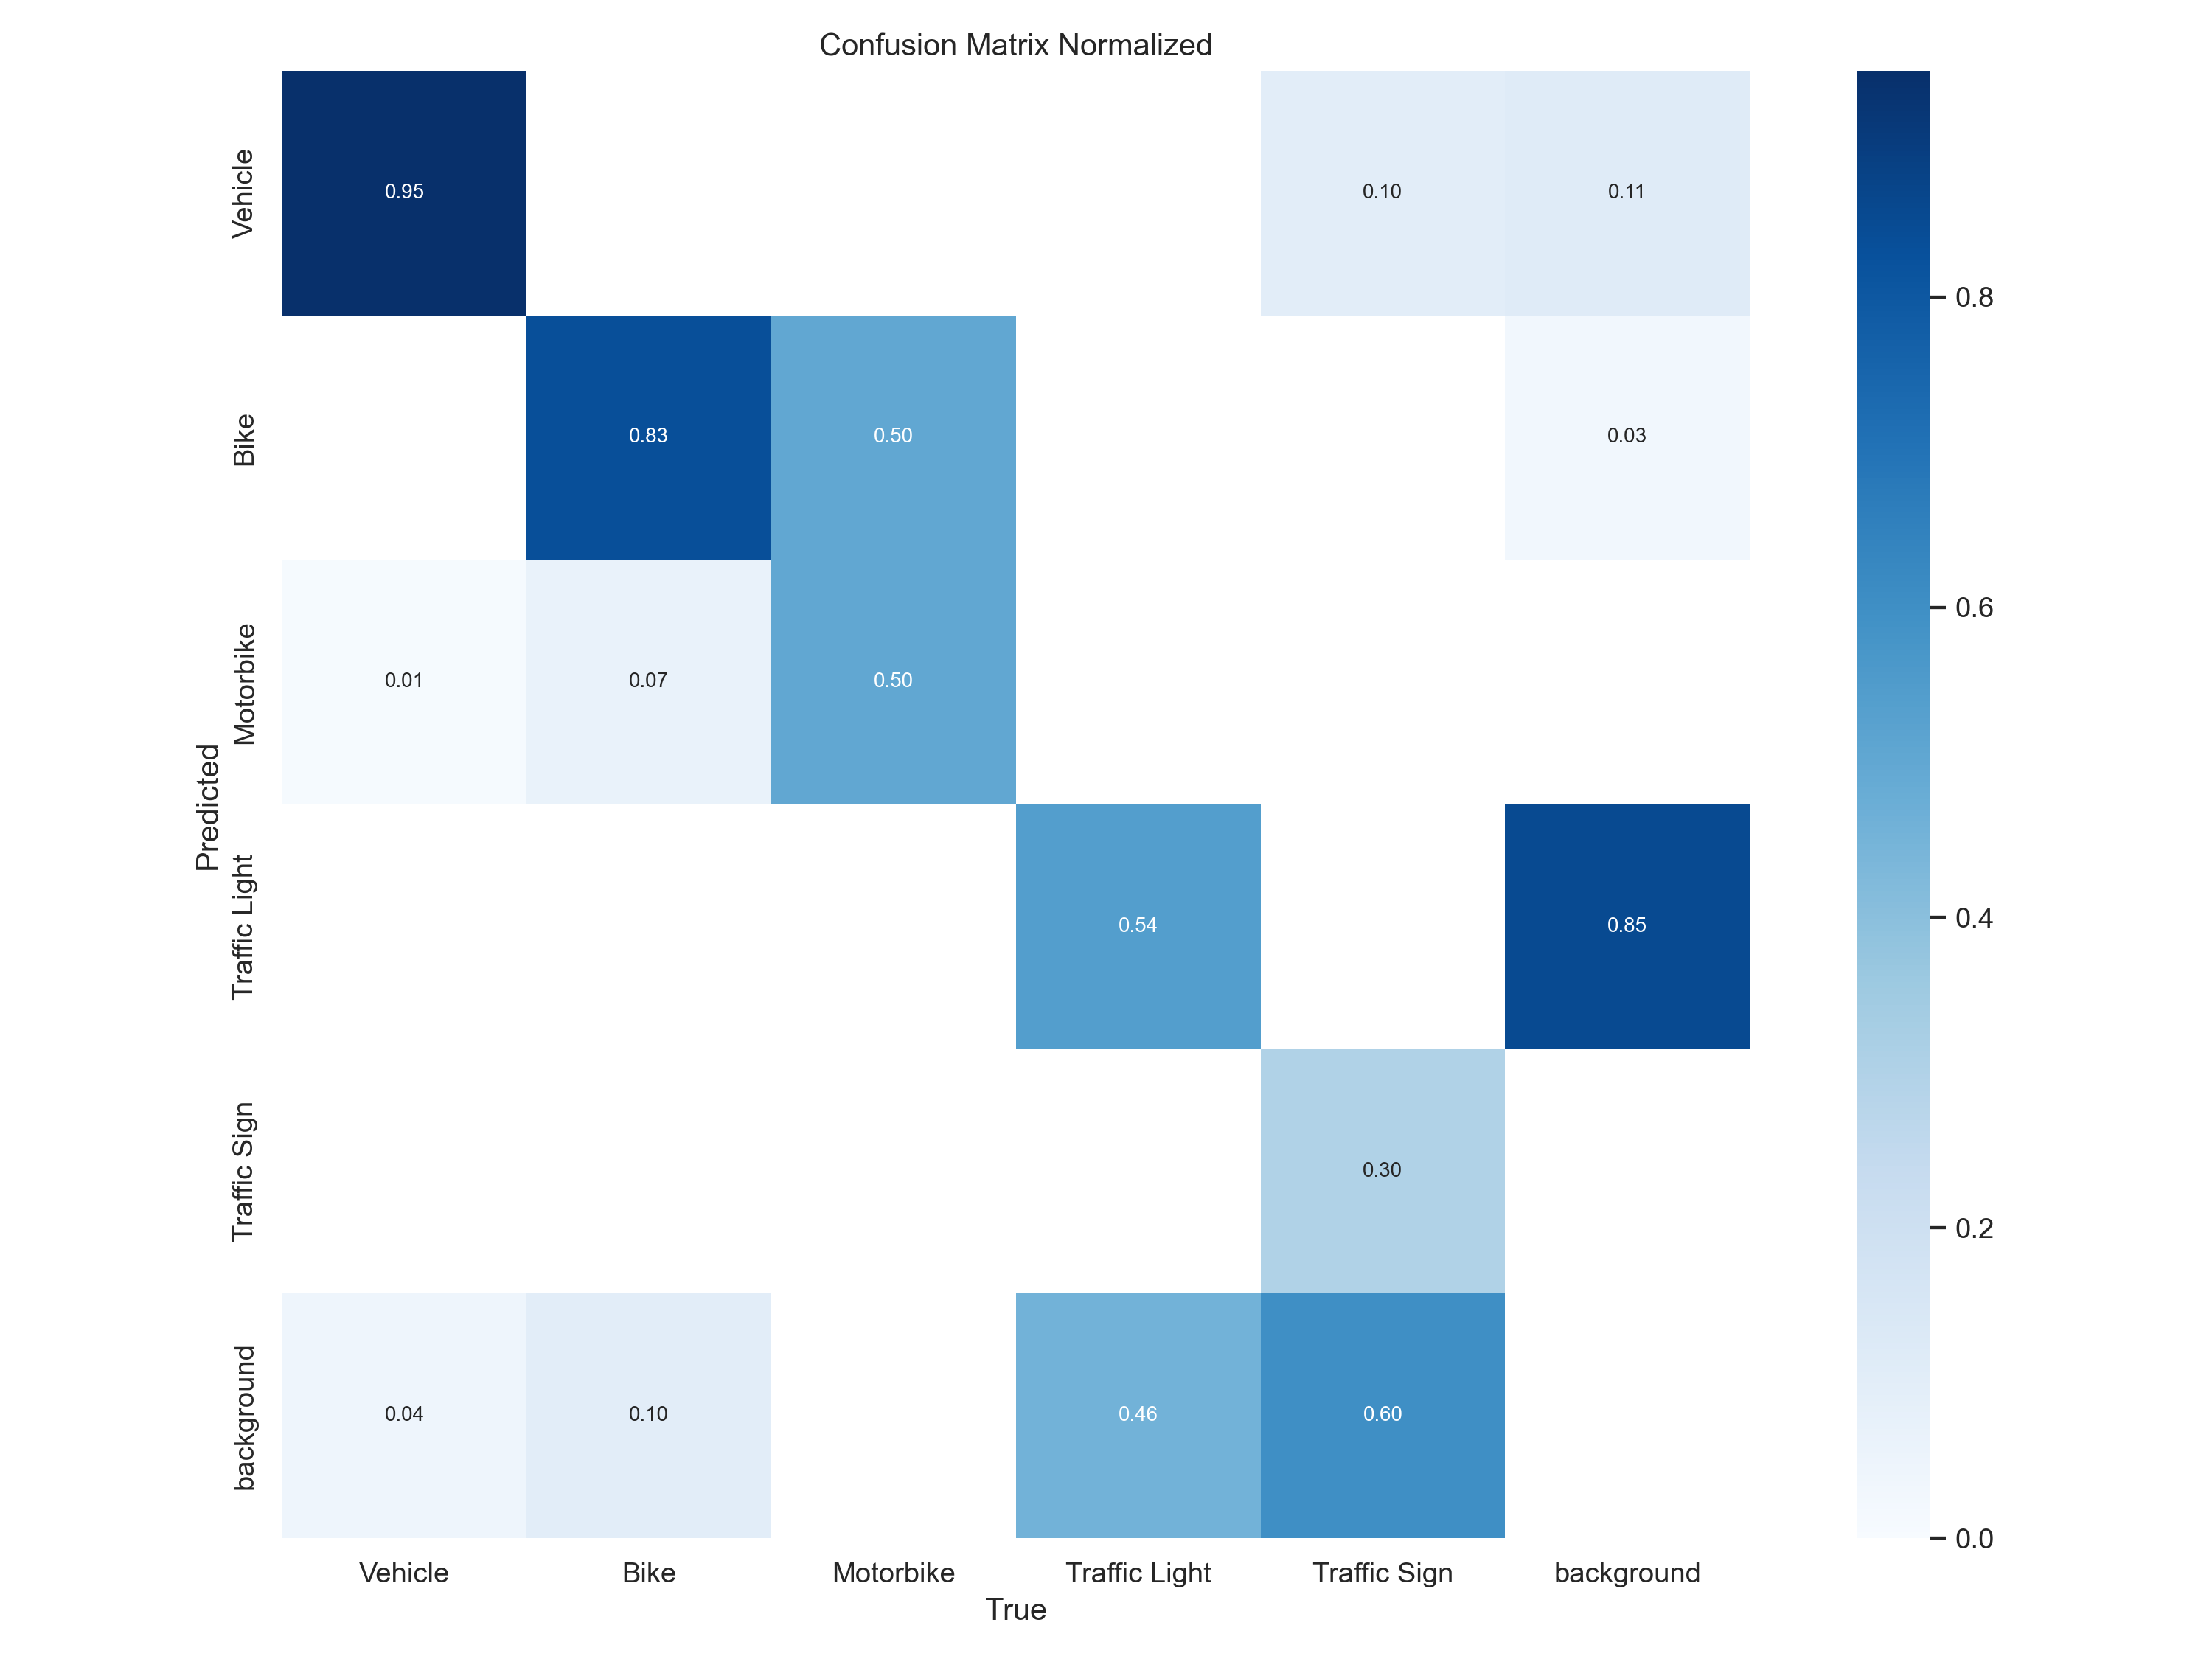 Confusion Matrix Normalized
Vehicle
0.95
0.10
0.11
Bike
0.83
0.50
0.03
Motorbike
0.01
0.07
0.50
Traffic Light
0.54
0.85
Traffic Sign
0.30
background
0.04
0.10
0.46
0.60
Predicted
Vehicle
Bike
Motorbike
Traffic Light
Traffic Sign
background
True
0.8
0.6
0.4
0.2
0.0